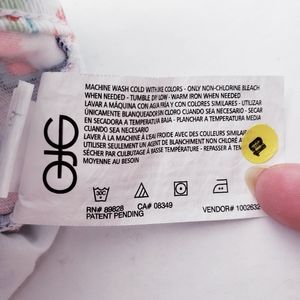 MACHINE WASH COLD WITH LIKE COLORS - ONLY NON-CHLORINE BLEACH
WHEN NEEDED - TUMBLE DRY LOW - WARM IRON WHEN NEEDED
LAVAR A MÁQUINA CON AGUA FRÍA Y CON COLORES SIMILARES - UTILIZAR
ÚNICAMENTE BLANQUEADOR SIN CLORO CUANDO SEA NECESARIO -
EN SECADORA A TEMPERATURA BAJA - PLANCHAR A TEMPERATURA MEDIA
CUANDO SEA NECESARIO
LAVER À LA MACHINE À L'EAU FROIDE AVEC DES COULEURS SIMILAIRES -
UTILISER SEULEMENT UN AGENT DE BLANCHIMENT NON CHLORÉ AU
SÉCHER PAR CULBUTAGE À BASSE TEMPÉRATURE - REPASSER À TEMPÉRATURE
MOYENNE AU BESOIN
RN# 89828 CA# 08349 VENDOR# 1002632
PATENT PENDING